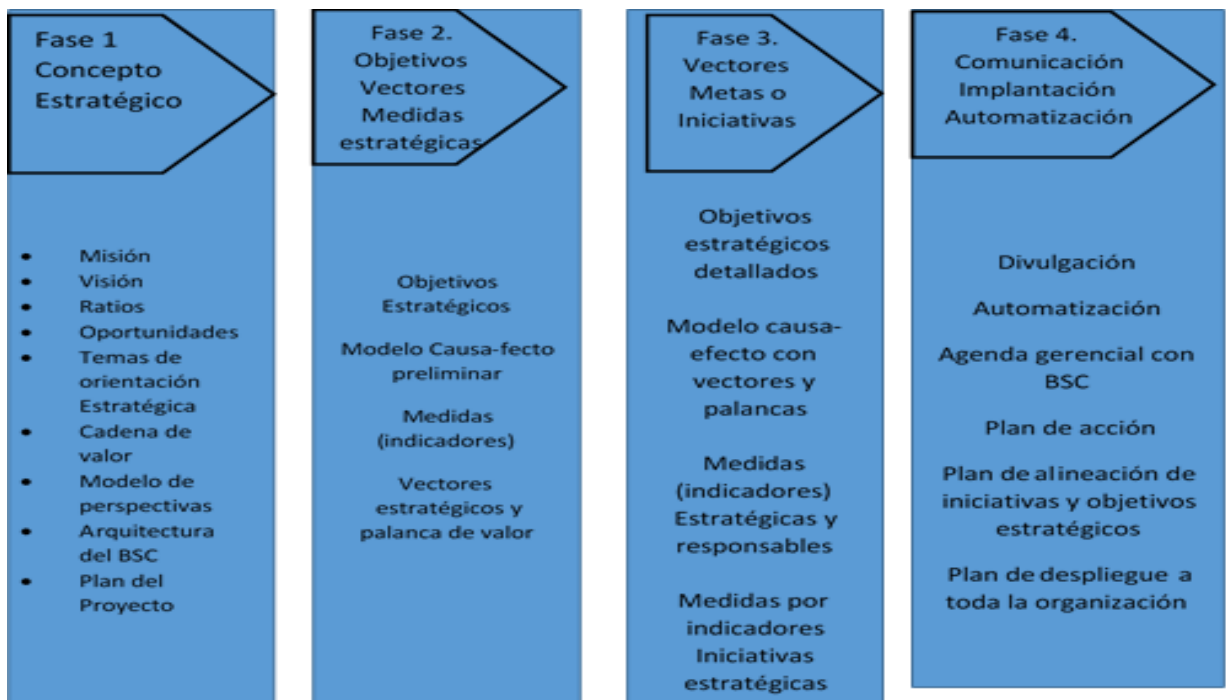 Fase 1
Concepto
Estratégico
• Misión
• Visión
• Ratios
• Oportunidades
• Temas de
orientación
Estratégica
• Cadena de
valor
• Modelo de
perspectivas
• Arquitectura
del BSC
• Plan del
Proyecto
Fase 2.
Objetivos
Vectores
Medidas
estratégicas
Objetivos
Estratégicos
Modelo Causa-fecto
preliminar
Medidas
(indicadores)
Vectores
estratégicos y
palanca de valor
Fase 3.
Vectores
Metas o
Iniciativas
Objetivos
estratégicos
detallados
Modelo causa-
efecto con
vectores y
palancas
Medidas
(indicadores)
Estratégicas y
responsables
Medidas por
indicadores
Iniciativas
estratégicas
Fase 4.
Comunicación
Implantación
Automatización
Divulgación
Automatización
Agenda gerencial con
BSC
Plan de acción
Plan de alineación de
iniciativas y objetivos
estratégicos
Plan de despliegue a
toda la organización